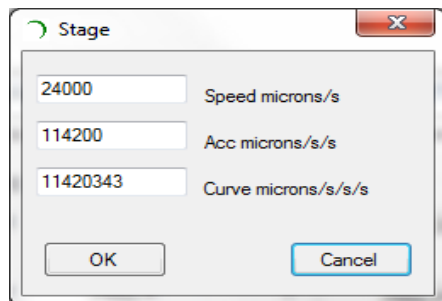 Stage
24000 Speed microns/s
114200 Acc microns/s/s
11420343 Curve microns/s/s/s
OK Cancel